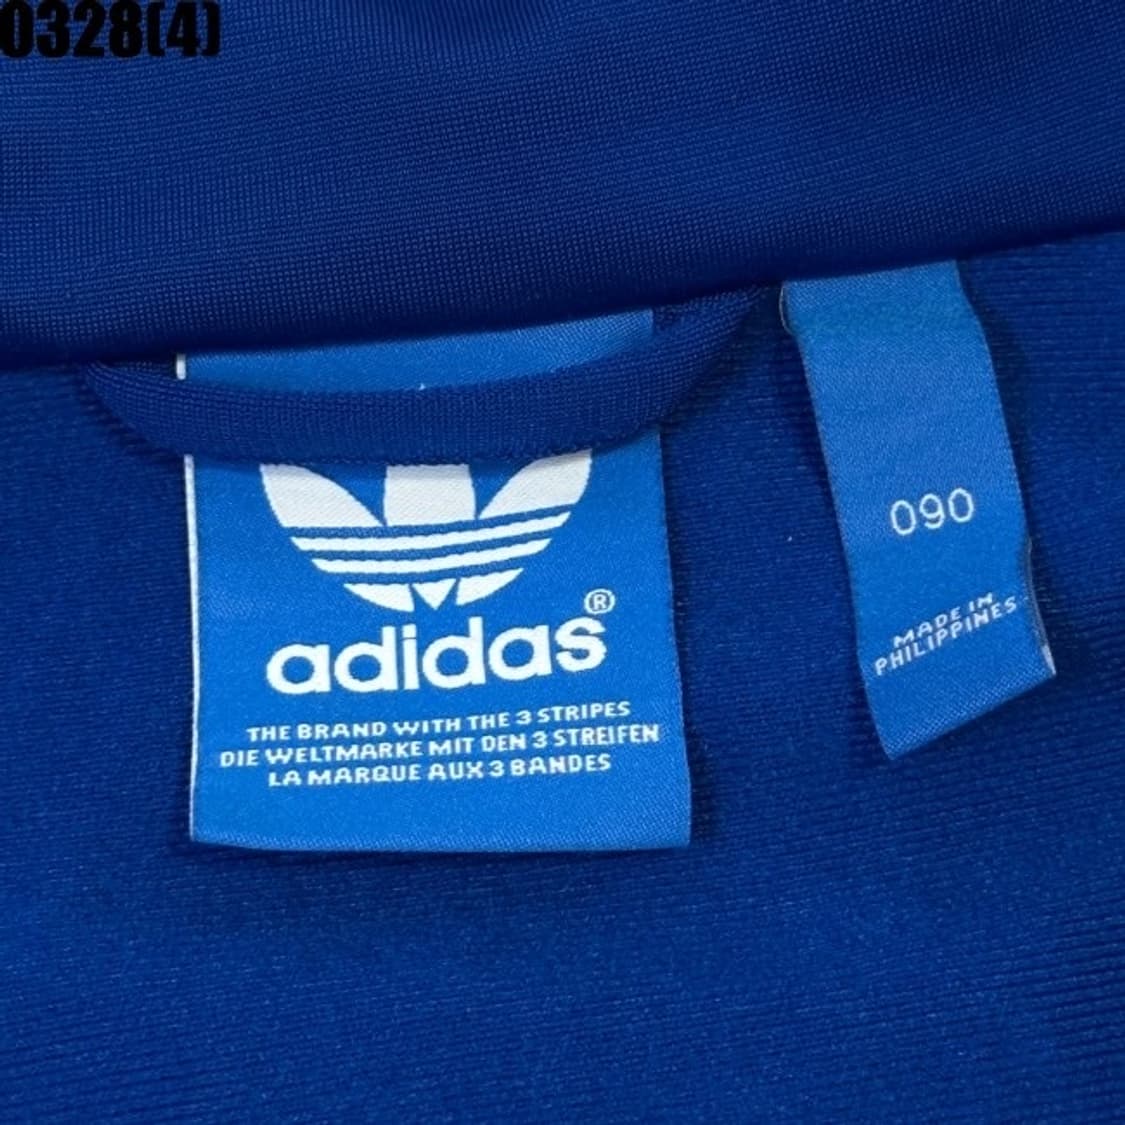 0328(4)
adidas®
THE BRAND WITH THE 3 STRIPES
DIE WELTMARKE MIT DEN 3 STREIFEN
LA MARQUE AUX 3 BANDES
090
MADE IN
PHILIPPINES